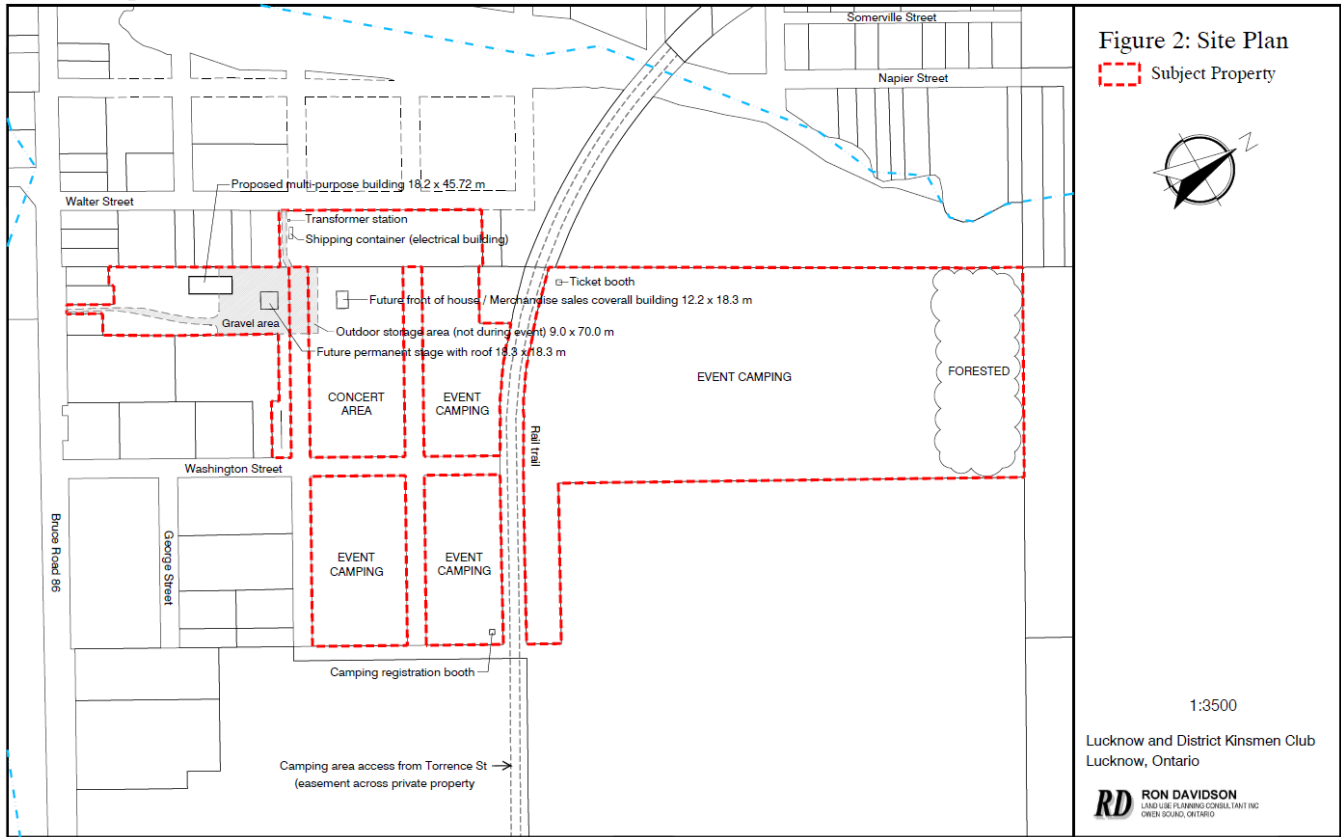 Somerville Street
Napier Street
Proposed multi-purpose building 18.2 x 45.72 m
Walter Street
Transformer station
Shipping container (electrical building)
Ticket booth
Future front of house / Merchandise sales coverall building 12.2 x 18.3 m
Gravel area
Outdoor storage area (not during event) 9.0 x 70.0 m
Future permanent stage with roof 18.3 x 18.3 m
EVENT CAMPING
FORESTED
CONCERT
AREA
EVENT
CAMPING
Rail trail
Washington Street
Bruce Road 86
George Street
EVENT
CAMPING
EVENT
CAMPING
Camping registration booth
Camping area access from Torrence St
(easement across private property
Figure 2: Site Plan
Subject Property
N
1:3500
Lucknow and District Kinsmen Club
Lucknow, Ontario
RD RON DAVIDSON
LAND USE PLANNING CONSULTANT INC
OWEN SOUND, ONTARIO